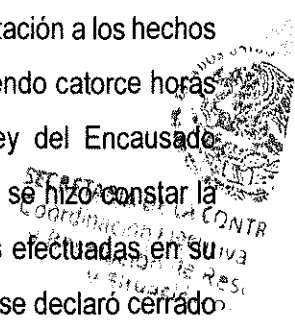 tación a los hechos
endo catorce horas
ey del Encausado
se hizo constar la
s efectuadas en su
se declaró cerrado